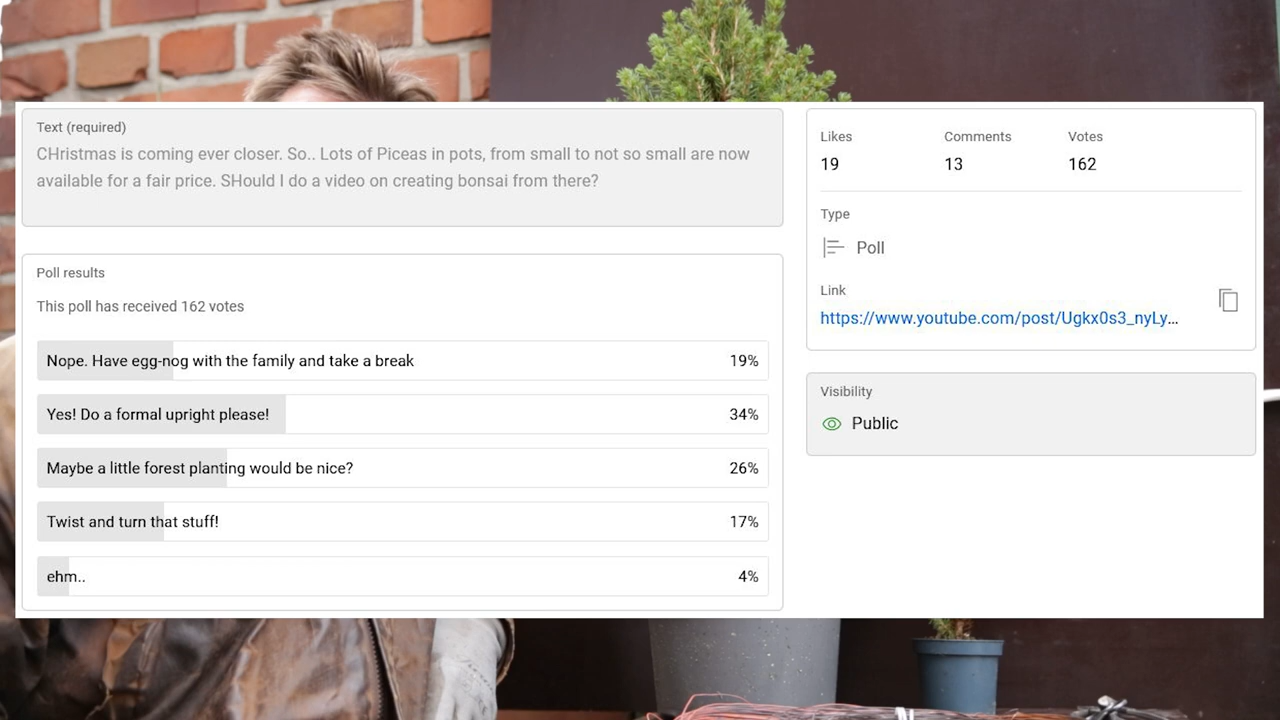 Text (required)
CHristmas is coming ever closer. So.. Lots of Piceas in pots, from small to not so small are now
available for a fair price. SHould I do a video on creating bonsai from there?
Poll results
This poll has received 162 votes
Nope. Have egg-nog with the family and take a break 19%
Yes! Do a formal upright please! 34%
Maybe a little forest planting would be nice? 26%
Twist and turn that stuff! 17%
ehm.. 4%
Likes Comments Votes
19 13 162
Type
Poll
Link
https://www.youtube.com/post/Ugkx0s3_nyLy...
Visibility
Public